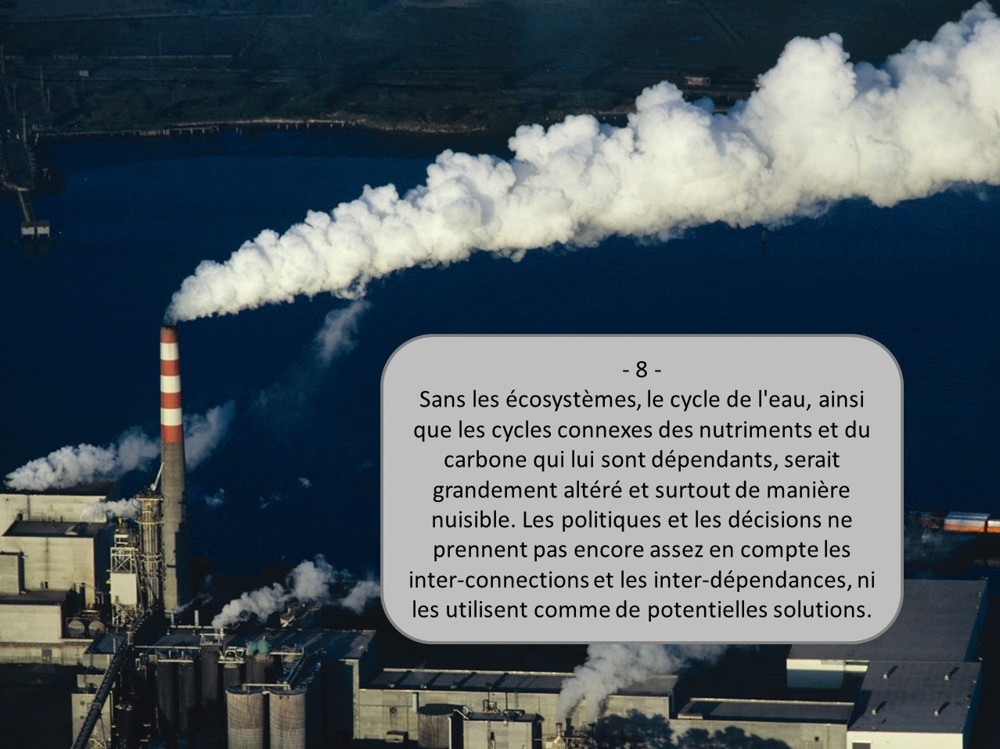 - 8 -
Sans les écosystèmes, le cycle de l'eau, ainsi
que les cycles connexes des nutriments et du
carbone qui lui sont dépendants, serait
grandement altéré et surtout de manière
nuisible. Les politiques et les décisions ne
prennent pas encore assez en compte les
inter-connections et les inter-dépendances, ni
les utilisent comme de potentielles solutions.